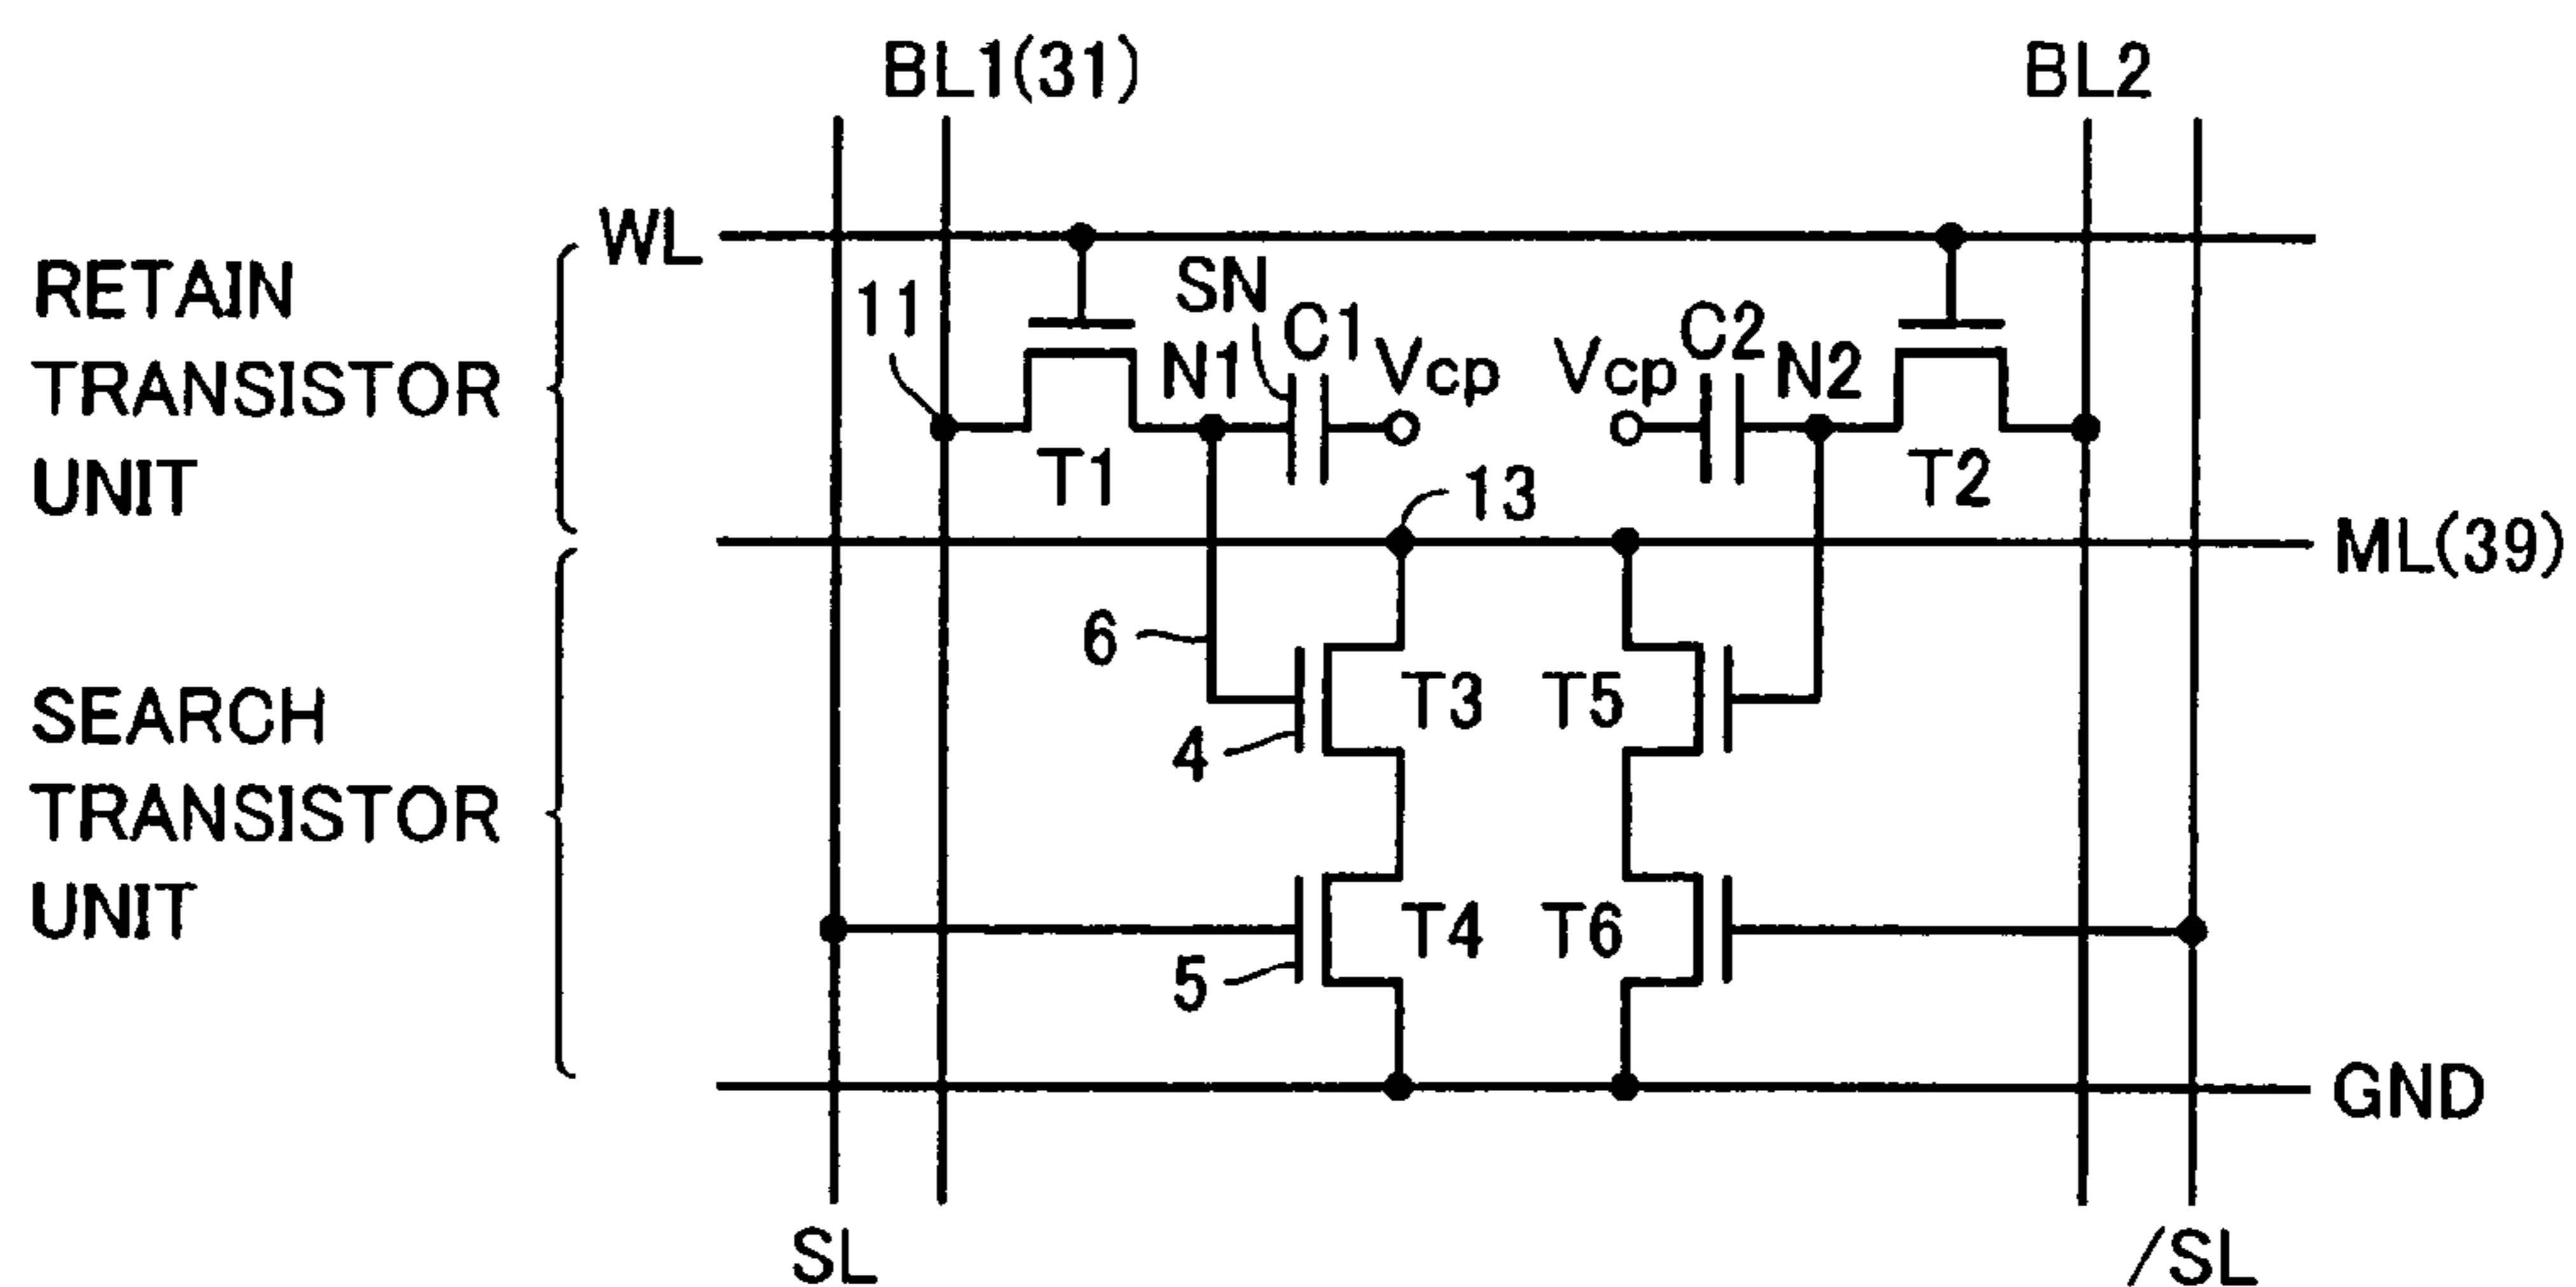 BL1(31)
BL2
WL
RETAIN
TRANSISTOR
UNIT
11
SN
C1
Vcp
Vcp
C2
N1
N2
T1
T2
13
ML(39)
6
T3
T5
4
SEARCH
TRANSISTOR
UNIT
T4
T6
5
GND
SL
/SL